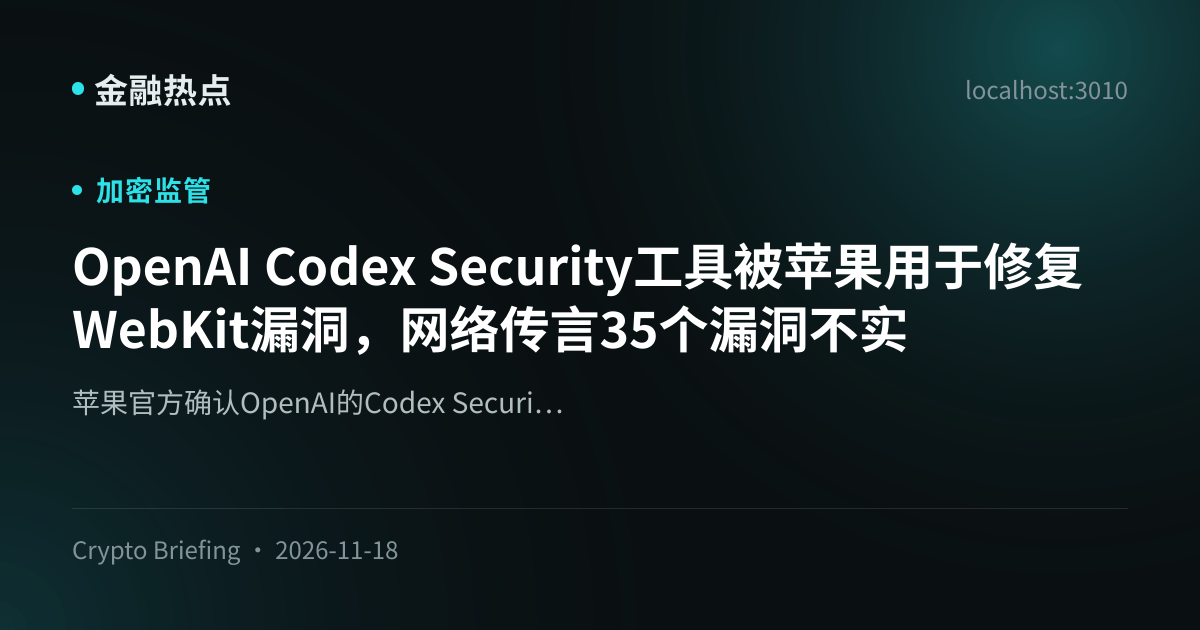 金融热点
localhost:3010
加密监管
OpenAI Codex Security工具被苹果用于修复
WebKit漏洞，网络传言35个漏洞不实
苹果官方确认OpenAI的Codex Securi…
Crypto Briefing · 2026-11-18